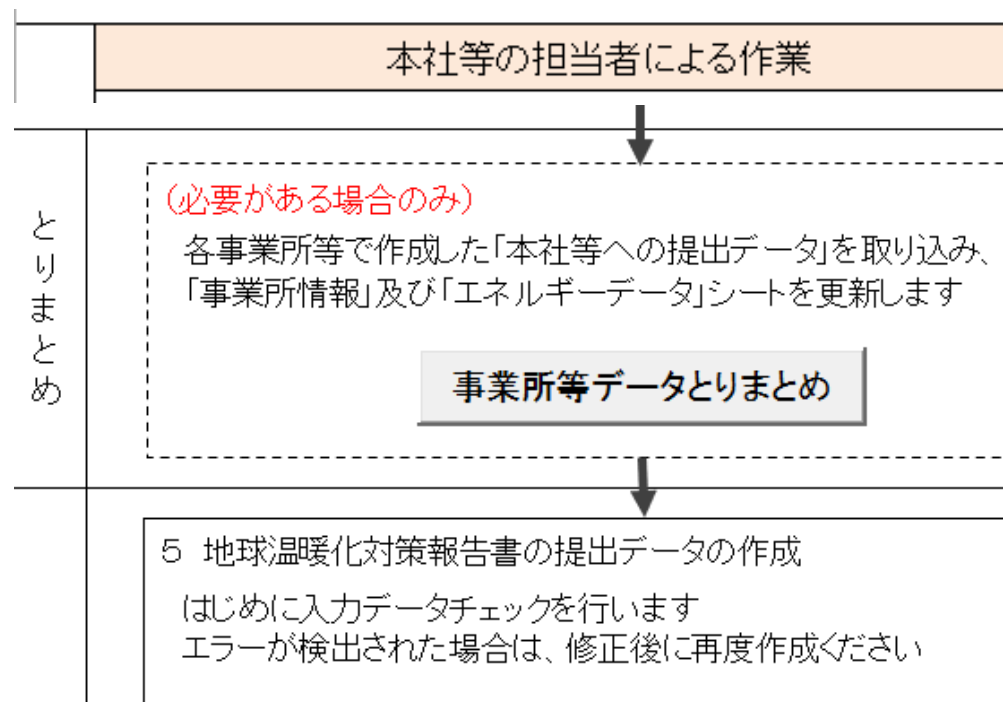 本社等の担当者による作業
とりまとめ
(必要がある場合のみ)
各事業所等で作成した「本社等への提出データ」を取り込み、
「事業所情報」及び「エネルギーデータ」シートを更新します
事業所等データとりまとめ
5 地球温暖化対策報告書の提出データの作成
はじめに入力データチェックを行います
エラーが検出された場合は、修正後に再度作成ください